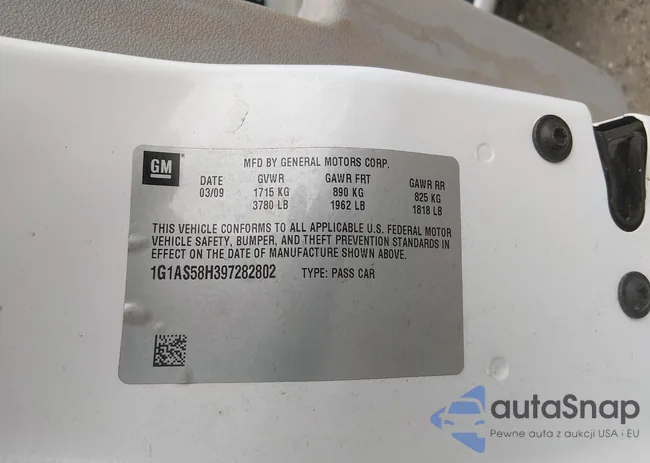 GM
MFD BY GENERAL MOTORS CORP.
DATE GVWR GAWR FRT GAWR RR
03/09 1715 KG 890 KG 825 KG
3780 LB 1962 LB 1818 LB
THIS VEHICLE CONFORMS TO ALL APPLICABLE U.S. FEDERAL MOTOR
VEHICLE SAFETY, BUMPER, AND THEFT PREVENTION STANDARDS IN
EFFECT ON THE DATE OF MANUFACTURE SHOWN ABOVE.
1G1AS58H397282802 TYPE: PASS CAR
autoSnap
Pewne auta z aukcji USA i EU